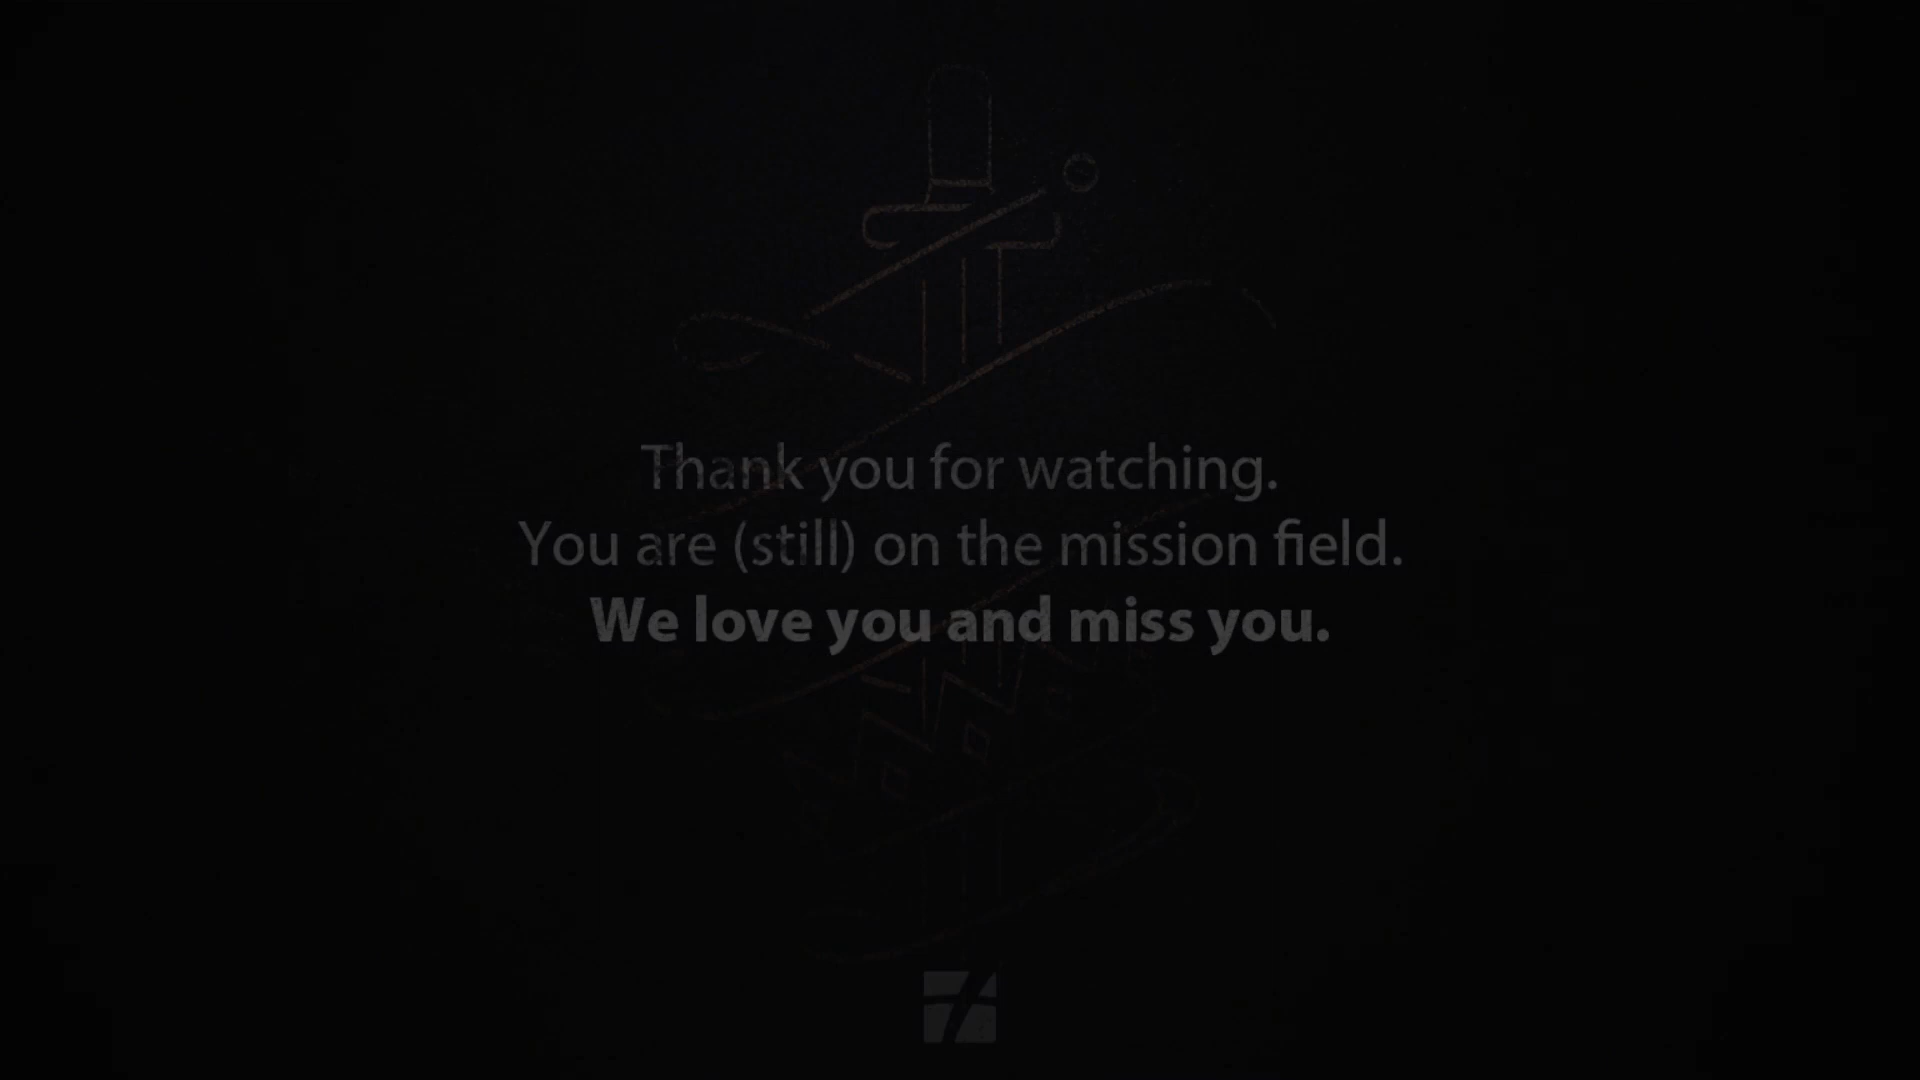 Thank you for watching.
You are (still) on the mission field.
We love you and miss you.